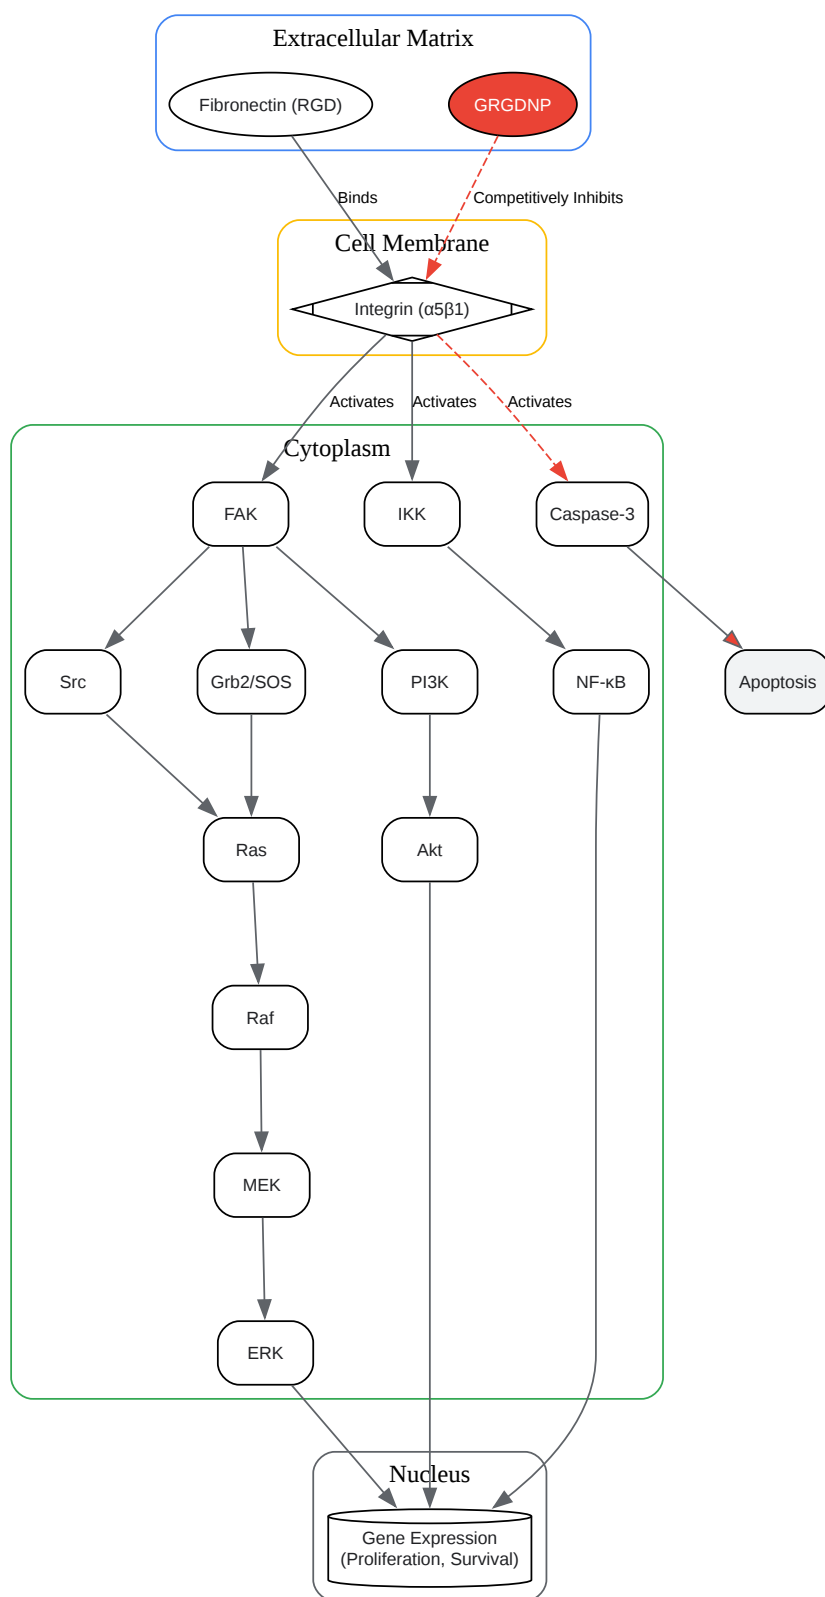 Extracellular Matrix
Fibronectin (RGD)
GRGDNP
Binds
Competitively Inhibits
Cell Membrane
Integrin (α5β1)
Activates
Activates
Activates
Cytoplasm
FAK
IKK
Caspase-3
Src
Grb2/SOS
PI3K
NF-κB
Apoptosis
Ras
Akt
Raf
MEK
ERK
Nucleus
Gene Expression
(Proliferation, Survival)